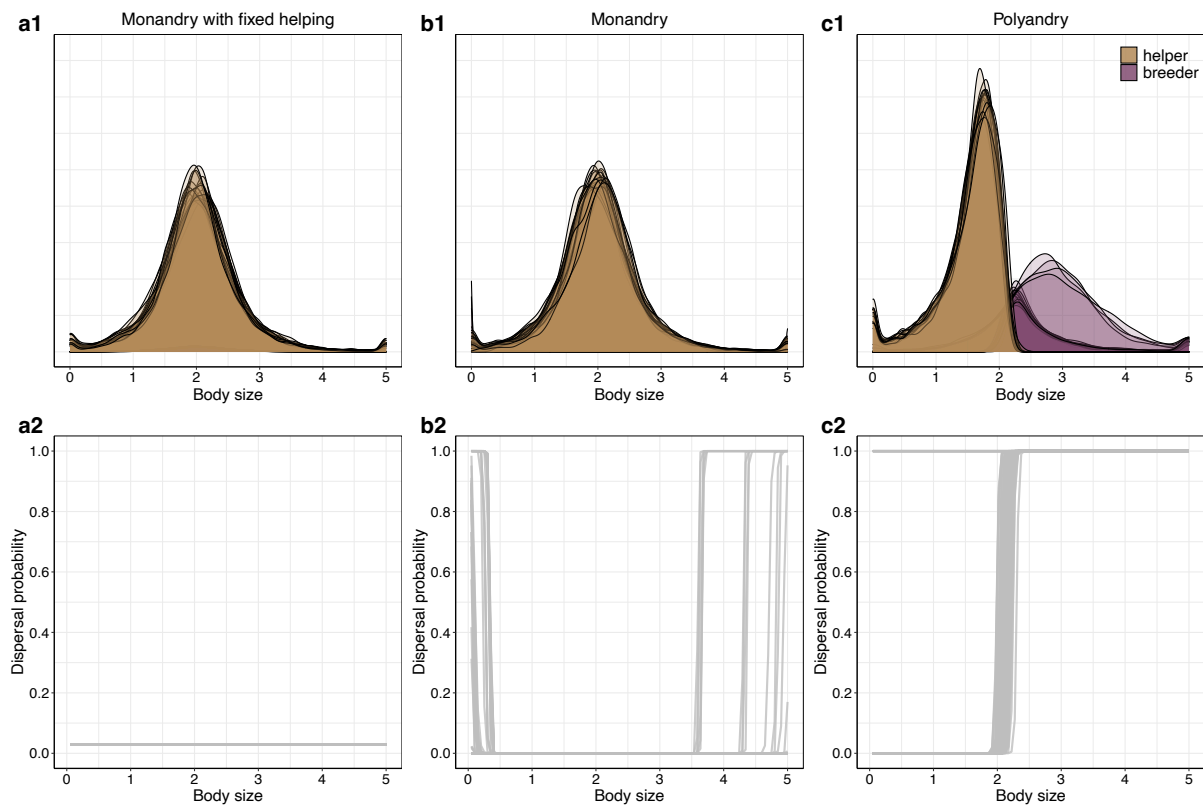 a1 Monandry with fixed helping
b1 Monandry
c1 Polyandry
helper
breeder
0 1 2 3 4 5
Body size
0 1 2 3 4 5
Body size
0 1 2 3 4 5
Body size
a2
1.0
0.8
0.6
0.4
0.2
0.0
Dispersal probability
0 1 2 3 4 5
Body size
b2
1.0
0.8
0.6
0.4
0.2
0.0
Dispersal probability
0 1 2 3 4 5
Body size
c2
1.0
0.8
0.6
0.4
0.2
0.0
Dispersal probability
0 1 2 3 4 5
Body size